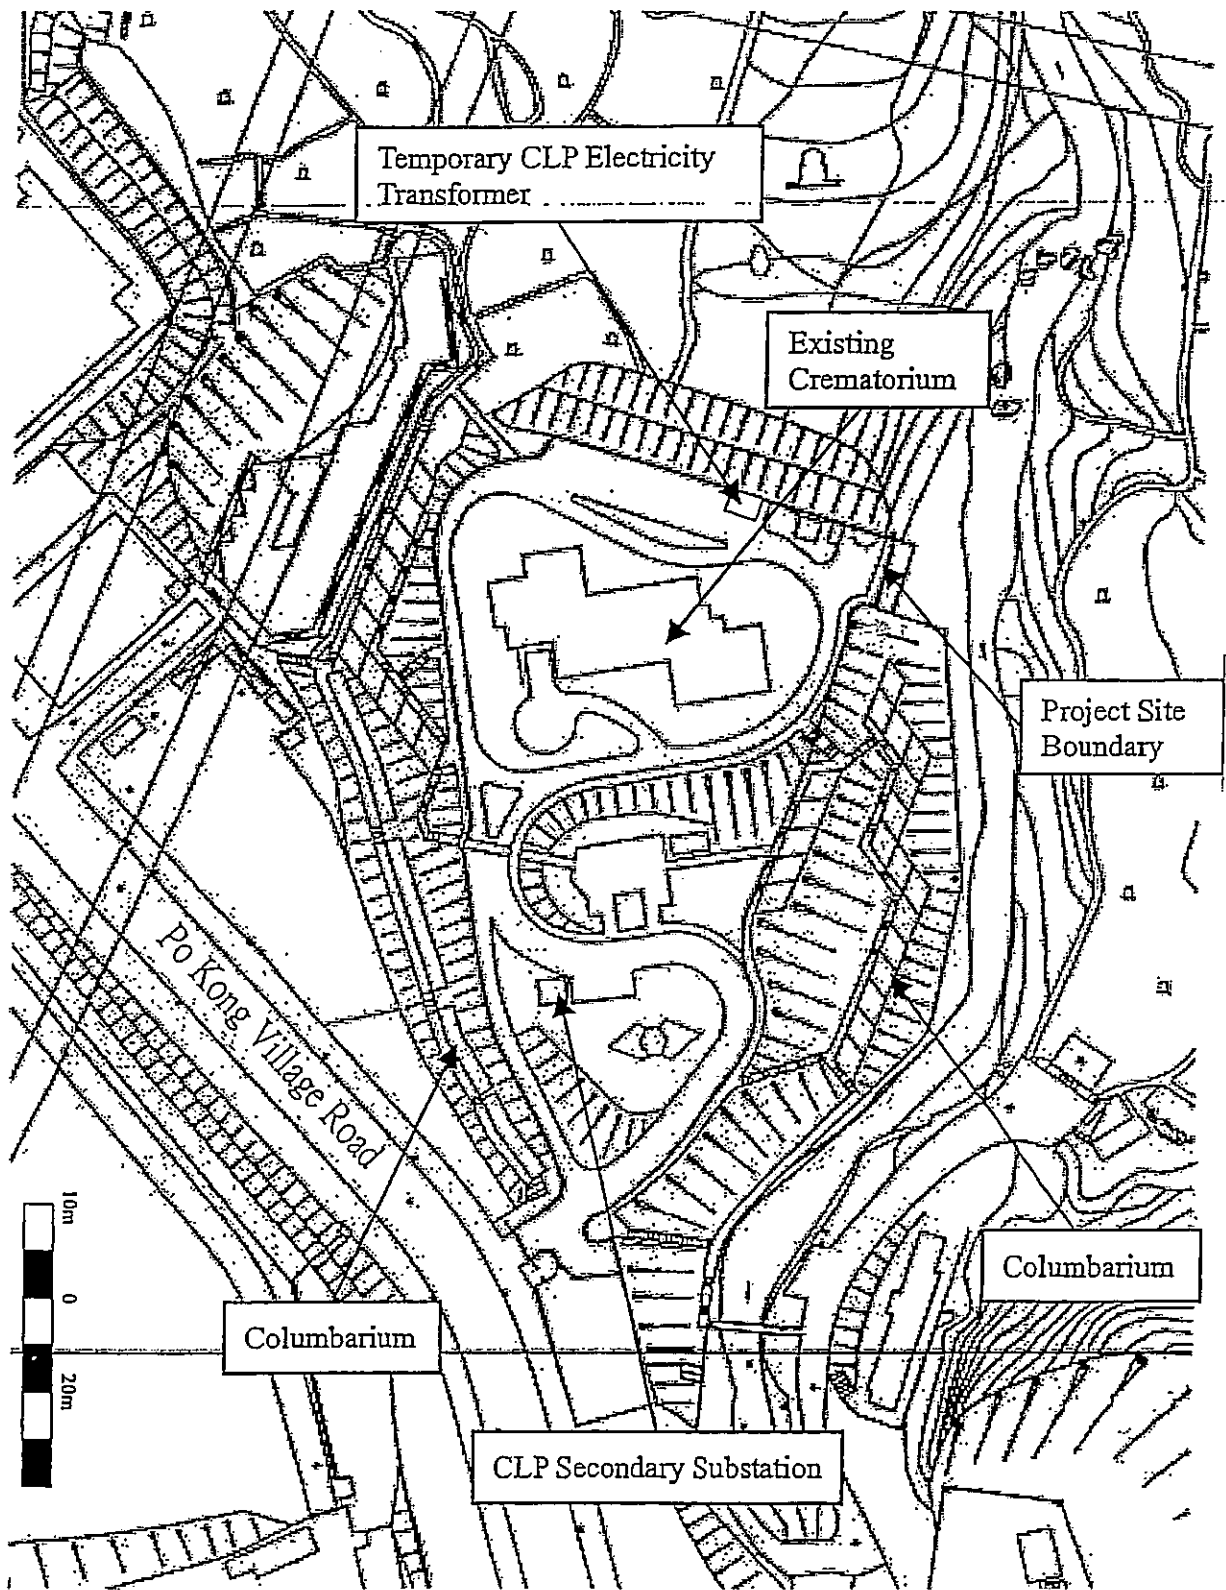 Temporary CLP Electricity
Transformer
Existing
Crematorium
Project Site
Boundary
Po Kong Village Road
10m
0
20m
Columbarium
Columbarium
CLP Secondary Substation